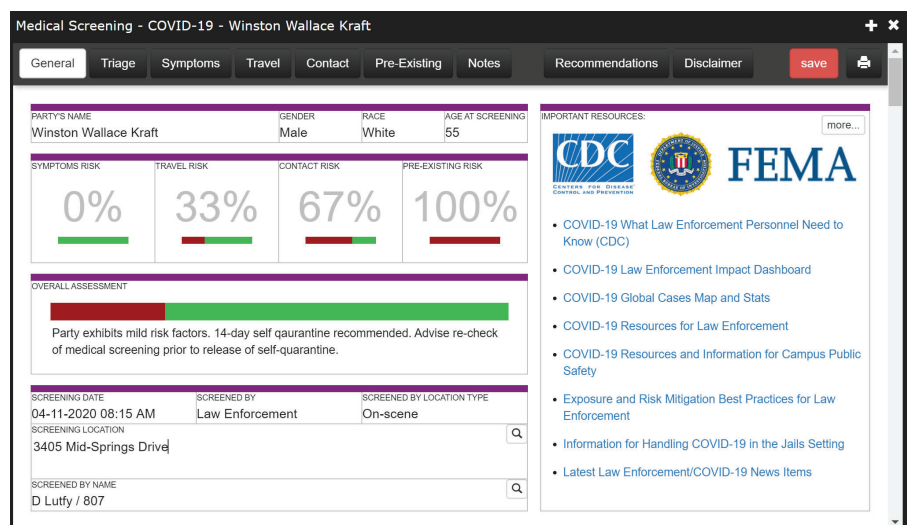 Medical Screening - COVID-19 - Winston Wallace Kraft
General Triage Symptoms Travel Contact Pre-Existing Notes Recommendations Disclaimer save
PARTY'S NAME GENDER RACE AGE AT SCREENING
Winston Wallace Kraft Male White 55
SYMPTOMS RISK TRAVEL RISK CONTACT RISK PRE-EXISTING RISK
0% 33% 67% 100%
OVERALL ASSESSMENT
Party exhibits mild risk factors. 14-day self qaurantine recommended. Advise re-check
of medical screening prior to release of self-quarantine.
SCREENING DATE SCREENED BY SCREENED BY LOCATION TYPE
04-11-2020 08:15 AM Law Enforcement On-scene
SCREENING LOCATION
3405 Mid-Springs Drive
SCREENED BY NAME
D Lutfy / 807
IMPORTANT RESOURCES:
more...
CDC
CENTERS FOR DISEASE
CONTROL AND PREVENTION
FEMA
• COVID-19 What Law Enforcement Personnel Need to
Know (CDC)
• COVID-19 Law Enforcement Impact Dashboard
• COVID-19 Global Cases Map and Stats
• COVID-19 Resources for Law Enforcement
• COVID-19 Resources and Information for Campus Public
Safety
• Exposure and Risk Mitigation Best Practices for Law
Enforcement
• Information for Handling COVID-19 in the Jails Setting
• Latest Law Enforcement/COVID-19 News Items